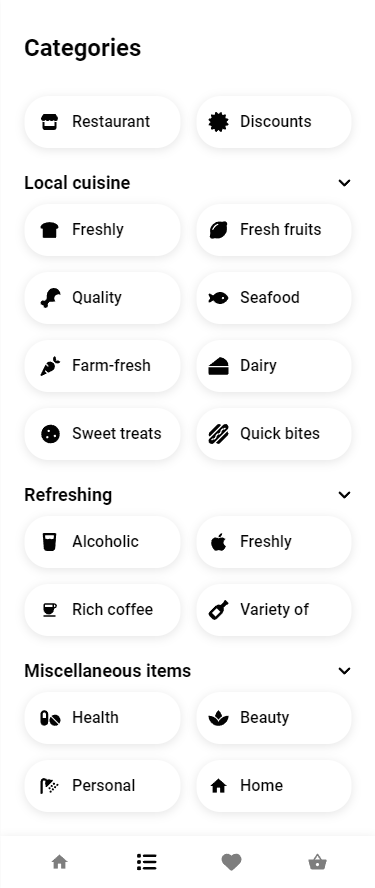 Categories
Restaurant
Discounts
Local cuisine
Freshly
Fresh fruits
Quality
Seafood
Farm-fresh
Dairy
Sweet treats
Quick bites
Refreshing
Alcoholic
Freshly
Rich coffee
Variety of
Miscellaneous items
Health
Beauty
Personal
Home